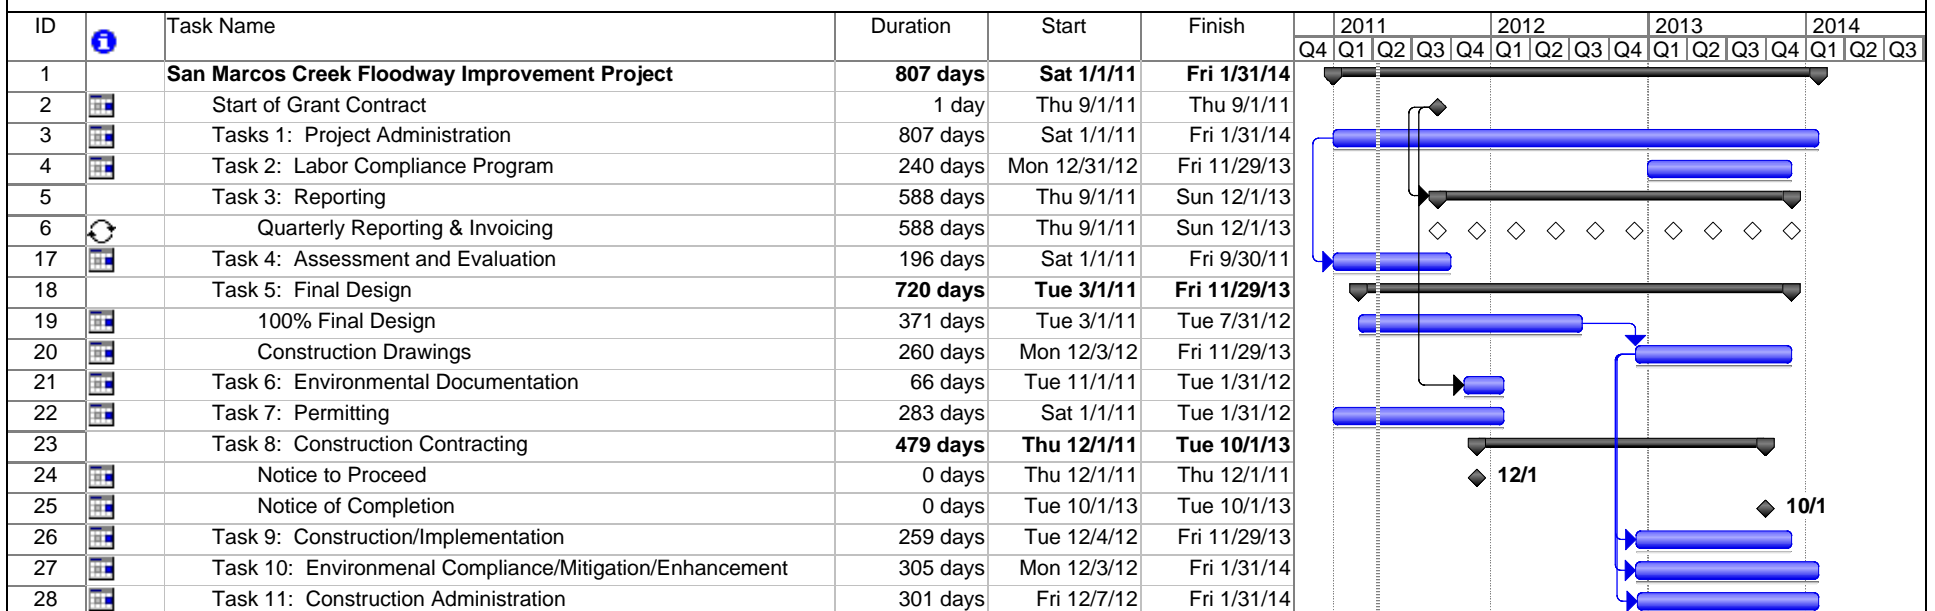 ID Task Name Duration Start Finish 2011 2012 2013 2014
Q4 Q1 Q2 Q3 Q4 Q1 Q2 Q3 Q4 Q1 Q2 Q3 Q4 Q1 Q2 Q3
1 San Marcos Creek Floodway Improvement Project 807 days Sat 1/1/11 Fri 1/31/14
2 Start of Grant Contract 1 day Thu 9/1/11 Thu 9/1/11
3 Tasks 1: Project Administration 807 days Sat 1/1/11 Fri 1/31/14
4 Task 2: Labor Compliance Program 240 days Mon 12/31/12 Fri 11/29/13
5 Task 3: Reporting 588 days Thu 9/1/11 Sun 12/1/13
6 Quarterly Reporting & Invoicing 588 days Thu 9/1/11 Sun 12/1/13
17 Task 4: Assessment and Evaluation 196 days Sat 1/1/11 Fri 9/30/11
18 Task 5: Final Design 720 days Tue 3/1/11 Fri 11/29/13
19 100% Final Design 371 days Tue 3/1/11 Tue 7/31/12
20 Construction Drawings 260 days Mon 12/3/12 Fri 11/29/13
21 Task 6: Environmental Documentation 66 days Tue 11/1/11 Tue 1/31/12
22 Task 7: Permitting 283 days Sat 1/1/11 Tue 1/31/12
23 Task 8: Construction Contracting 479 days Thu 12/1/11 Tue 10/1/13
24 Notice to Proceed 0 days Thu 12/1/11 Thu 12/1/11 12/1
25 Notice of Completion 0 days Tue 10/1/13 Tue 10/1/13 10/1
26 Task 9: Construction/Implementation 259 days Tue 12/4/12 Fri 11/29/13
27 Task 10: Environmenal Compliance/Mitigation/Enhancement 305 days Mon 12/3/12 Fri 1/31/14
28 Task 11: Construction Administration 301 days Fri 12/7/12 Fri 1/31/14